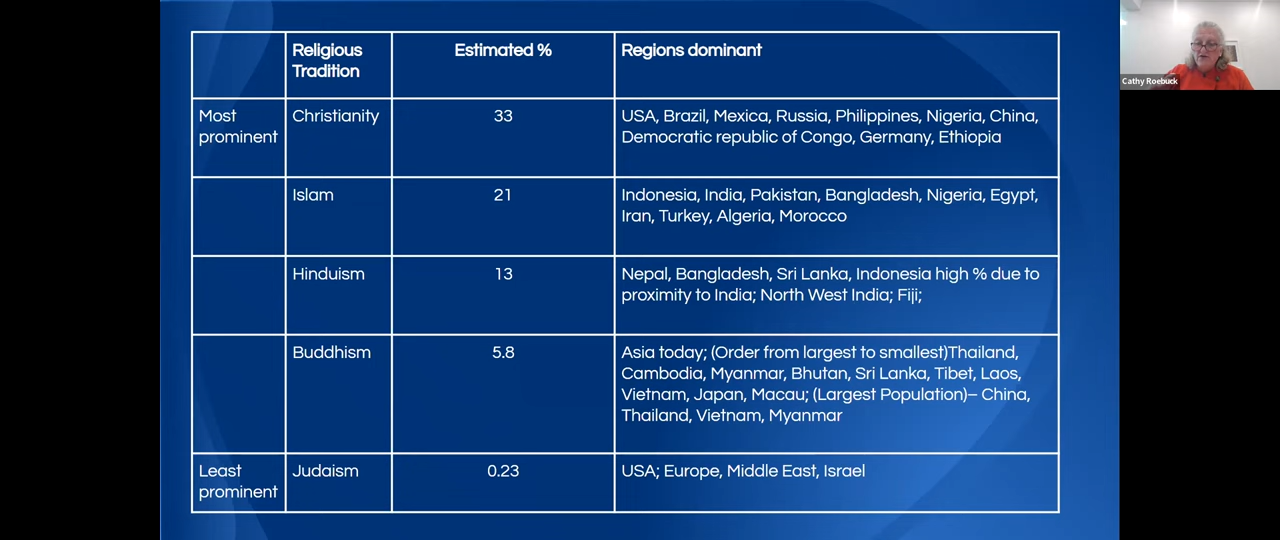 Religious
Tradition
Estimated %
Regions dominant
Most
prominent
Christianity
33
USA, Brazil, Mexica, Russia, Philippines, Nigeria, China,
Democratic republic of Congo, Germany, Ethiopia
Islam
21
Indonesia, India, Pakistan, Bangladesh, Nigeria, Egypt,
Iran, Turkey, Algeria, Morocco
Hinduism
13
Nepal, Bangladesh, Sri Lanka, Indonesia high % due to
proximity to India; North West India; Fiji;
Buddhism
5.8
Asia today; (Order from largest to smallest)Thailand,
Cambodia, Myanmar, Bhutan, Sri Lanka, Tibet, Laos,
Vietnam, Japan, Macau; (Largest Population)– China,
Thailand, Vietnam, Myanmar
Least
prominent
Judaism
0.23
USA; Europe, Middle East, Israel
Cathy Roebuck